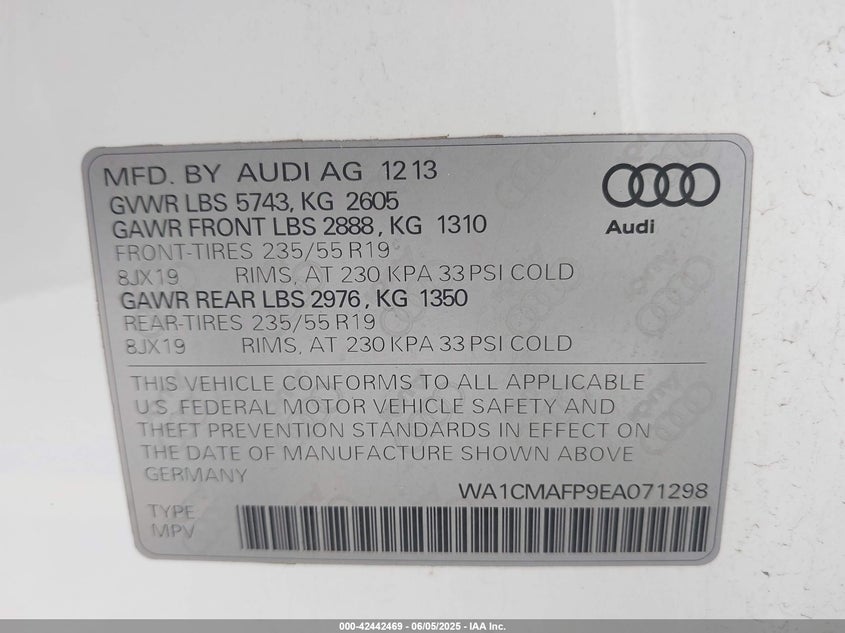 MFD. BY AUDI AG 12 13
GVWR LBS 5743, KG 2605
GAWR FRONT LBS 2888, KG 1310
FRONT-TIRES 235/55 R19
8JX19 RIMS, AT 230 KPA 33 PSI COLD
GAWR REAR LBS 2976, KG 1350
REAR-TIRES 235/55 R19
8JX19 RIMS, AT 230 KPA 33 PSI COLD
Audi
THIS VEHICLE CONFORMS TO ALL APPLICABLE
U.S. FEDERAL MOTOR VEHICLE SAFETY AND
THEFT PREVENTION STANDARDS IN EFFECT ON
THE DATE OF MANUFACTURE SHOWN ABOVE
GERMANY
WA1CMAFP9EA071298
TYPE
MPV
000-42442469 - 06/05/2025 - IAA Inc.